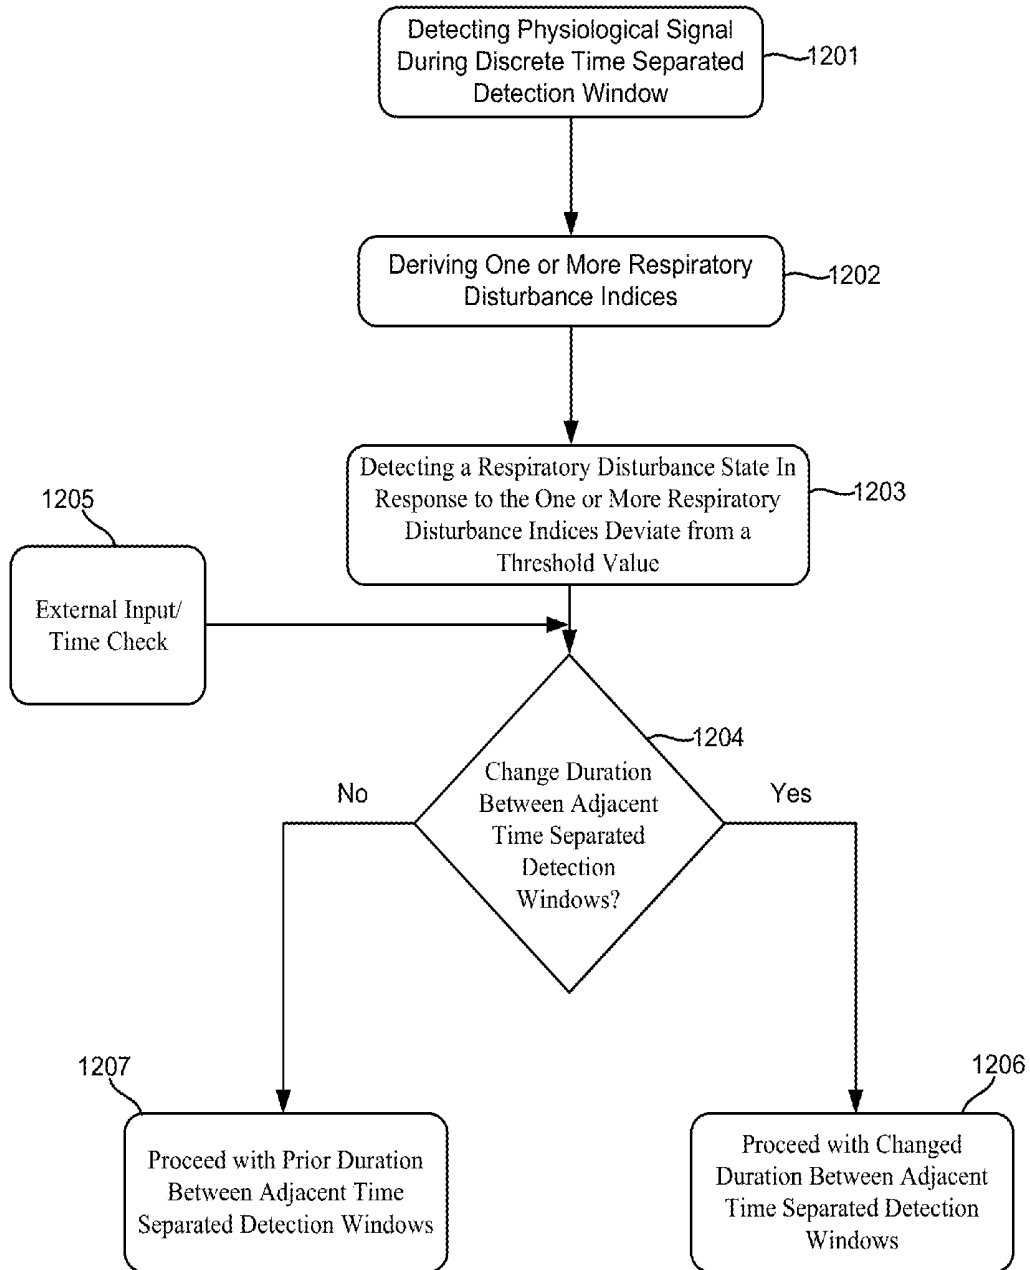 Detecting Physiological Signal
During Discrete Time Separated
Detection Window
1201
Deriving One or More Respiratory
Disturbance Indices
1202
Detecting a Respiratory Disturbance State In
Response to the One or More Respiratory
Disturbance Indices Deviate from a
Threshold Value
1203
1205
External Input/
Time Check
1204
Change Duration
Between Adjacent
Time Separated
Detection
Windows?
No
Yes
1207
Proceed with Prior Duration
Between Adjacent Time
Separated Detection Windows
1206
Proceed with Changed
Duration Between Adjacent
Time Separated Detection
Windows